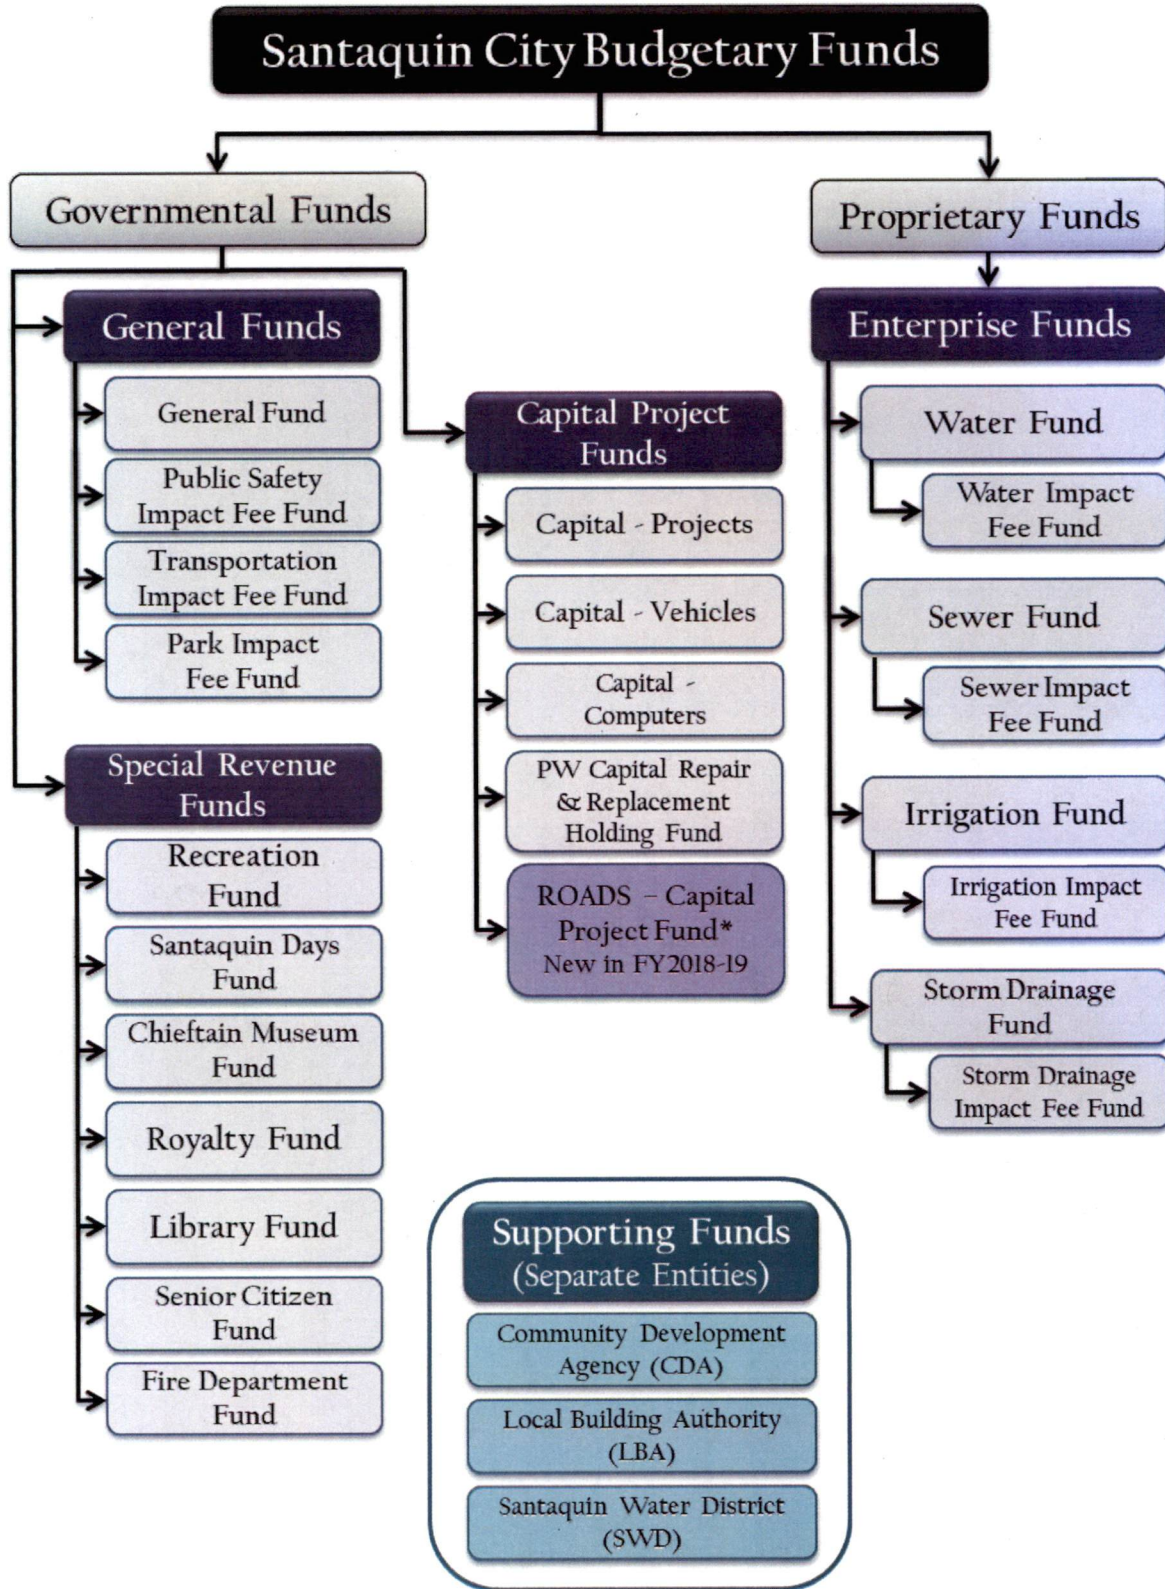 Santaquin City Budgetary Funds
Governmental Funds
General Funds
General Fund
Public Safety
Impact Fee Fund
Transportation
Impact Fee Fund
Park Impact
Fee Fund
Special Revenue
Funds
Recreation
Fund
Santaquin Days
Fund
Chieftain Museum
Fund
Royalty Fund
Library Fund
Senior Citizen
Fund
Fire Department
Fund
Capital Project
Funds
Capital - Projects
Capital - Vehicles
Capital -
Computers
PW Capital Repair
& Replacement
Holding Fund
ROADS – Capital
Project Fund*
New in FY2018-19
Proprietary Funds
Enterprise Funds
Water Fund
Water Impact
Fee Fund
Sewer Fund
Sewer Impact
Fee Fund
Irrigation Fund
Irrigation Impact
Fee Fund
Storm Drainage
Fund
Storm Drainage
Impact Fee Fund
Supporting Funds
(Separate Entities)
Community Development
Agency (CDA)
Local Building Authority
(LBA)
Santaquin Water District
(SWD)